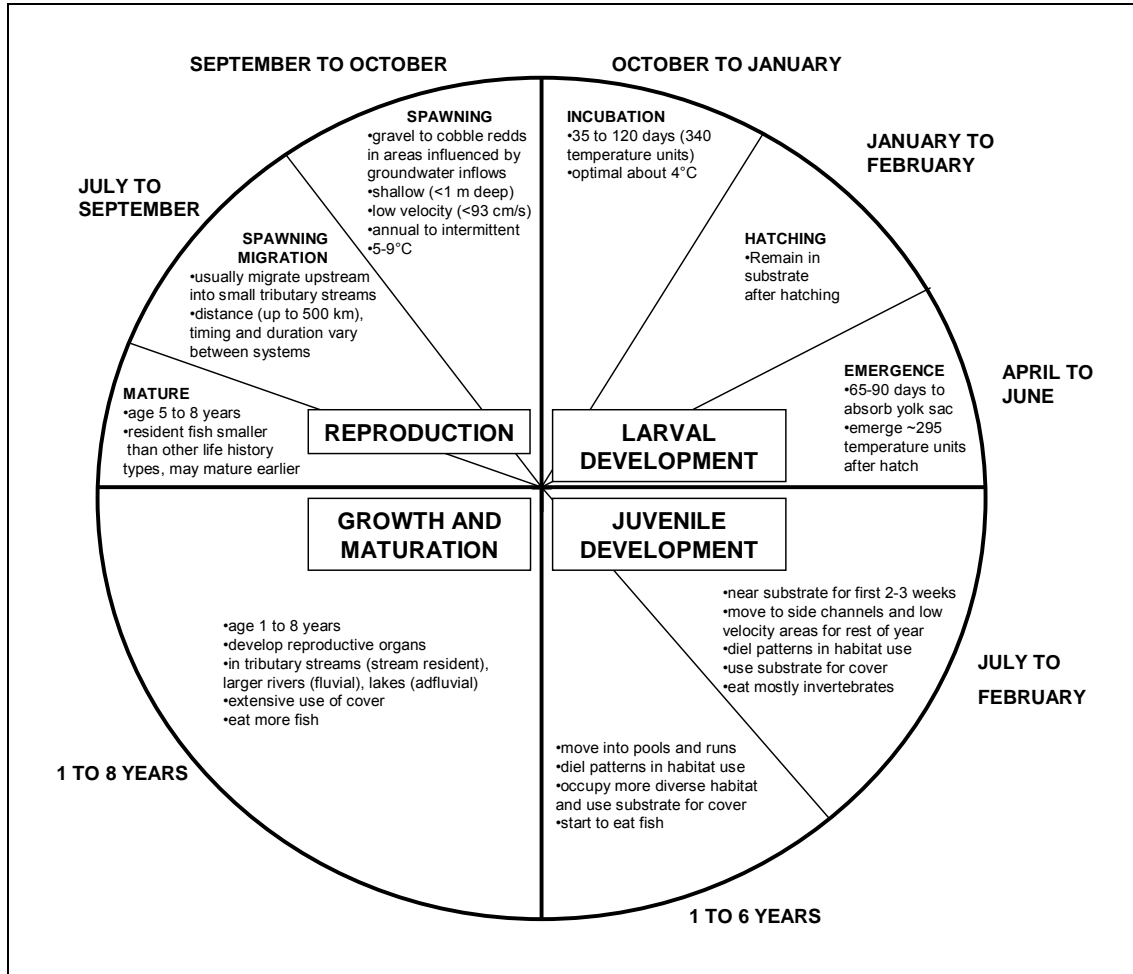 SEPTEMBER TO OCTOBER
OCTOBER TO JANUARY
SPAWNING
•gravel to cobble redds
in areas influenced by
groundwater inflows
•shallow (<1 m deep)
•low velocity (<93 cm/s)
•annual to intermittent
•5-9°C
INCUBATION
•35 to 120 days (340
temperature units)
•optimal about 4°C
JANUARY TO
FEBRUARY
JULY TO
SEPTEMBER
SPAWNING
MIGRATION
•usually migrate upstream
into small tributary streams
•distance (up to 500 km),
timing and duration vary
between systems
HATCHING
•Remain in
substrate
after hatching
MATURE
•age 5 to 8 years
•resident fish smaller
than other life history
types, may mature earlier
EMERGENCE
•65-90 days to
absorb yolk sac
•emerge ~295
temperature units
after hatch
APRIL TO
JUNE
REPRODUCTION
LARVAL
DEVELOPMENT
GROWTH AND
MATURATION
JUVENILE
DEVELOPMENT
•age 1 to 8 years
•develop reproductive organs
•in tributary streams (stream resident),
larger rivers (fluvial), lakes (adfluvial)
•extensive use of cover
•eat more fish
•near substrate for first 2-3 weeks
•move to side channels and low
velocity areas for rest of year
•diel patterns in habitat use
•use substrate for cover
•eat mostly invertebrates
JULY TO
FEBRUARY
•move into pools and runs
•diel patterns in habitat use
•occupy more diverse habitat
and use substrate for cover
•start to eat fish
1 TO 8 YEARS
1 TO 6 YEARS